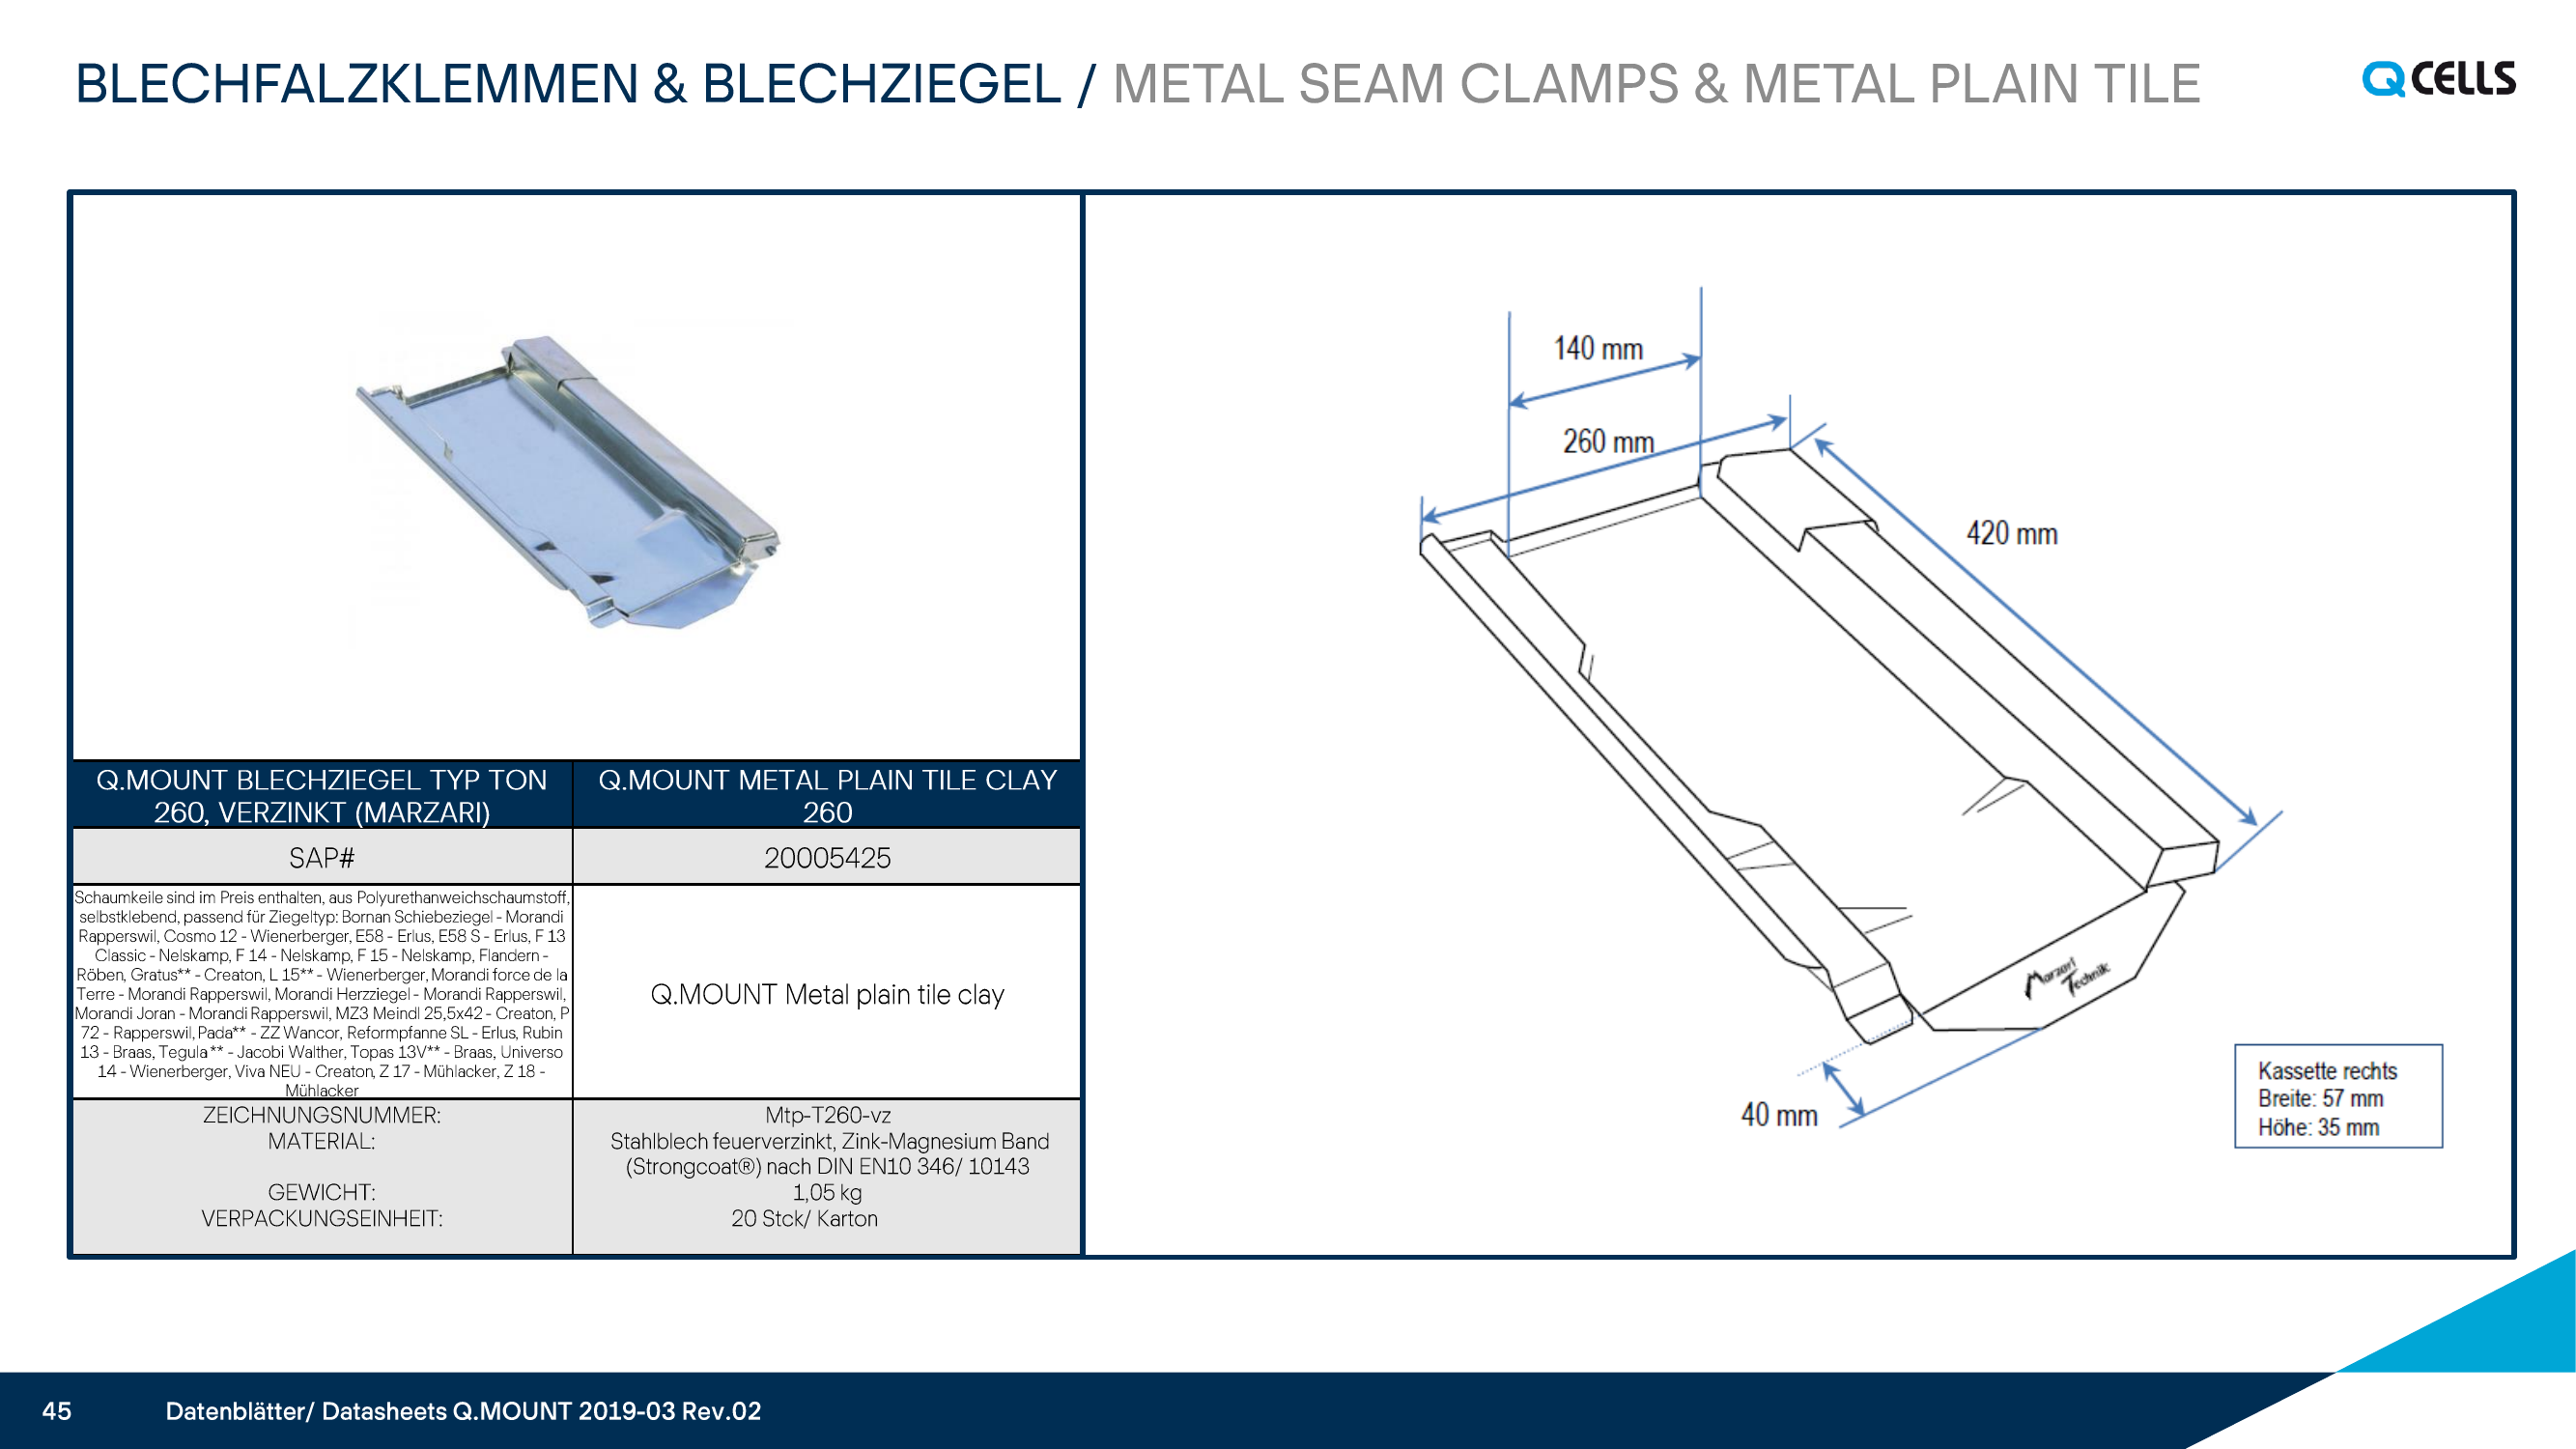 BLECHFALZKLEMMEN & BLECHZIEGEL / METAL SEAM CLAMPS & METAL PLAIN TILE
Q CELLS
140 mm
260 mm
420 mm
Marzari
Technik
40 mm
Kassette rechts
Breite: 57 mm
Höhe: 35 mm
Q.MOUNT BLECHZIEGEL TYP TON
260, VERZINKT (MARZARI)
Q.MOUNT METAL PLAIN TILE CLAY
260
SAP#
20005425
Schaumkeile sind im Preis enthalten, aus Polyurethanweichschaumstoff,
selbstklebend, passend für Ziegeltyp: Bornan Schiebeziegel - Morandi
Rapperswil, Cosmo 12 - Wienerberger, E58 - Erlus, E58 S - Erlus, F 13
Classic - Nelskamp, F 14 - Nelskamp, F 15 - Nelskamp, Flandern -
Röben, Gratus** - Creaton, L 15** - Wienerberger, Morandi force de la
Terre - Morandi Rapperswil, Morandi Herzziegel - Morandi Rapperswil,
Morandi Joran - Morandi Rapperswil, MZ3 Meindl 25,5x42 - Creaton, P
72 - Rapperswil, Pada** - ZZ Wancor, Reformpfanne SL - Erlus, Rubin
13 - Braas, Tegula** - Jacobi Walther, Topas 13V** - Braas, Universo
14 - Wienerberger, Viva NEU - Creaton, Z 17 - Mühlacker, Z 18 -
Mühlacker
Q.MOUNT Metal plain tile clay
ZEICHNUNGSNUMMER:
MATERIAL:
GEWICHT:
VERPACKUNGSEINHEIT:
Mtp-T260-vz
Stahlblech feuerverzinkt, Zink-Magnesium Band
(Strongcoat®) nach DIN EN10 346/ 10143
1,05 kg
20 Stck/ Karton
45
Datenblätter/ Datasheets Q.MOUNT 2019-03 Rev.02